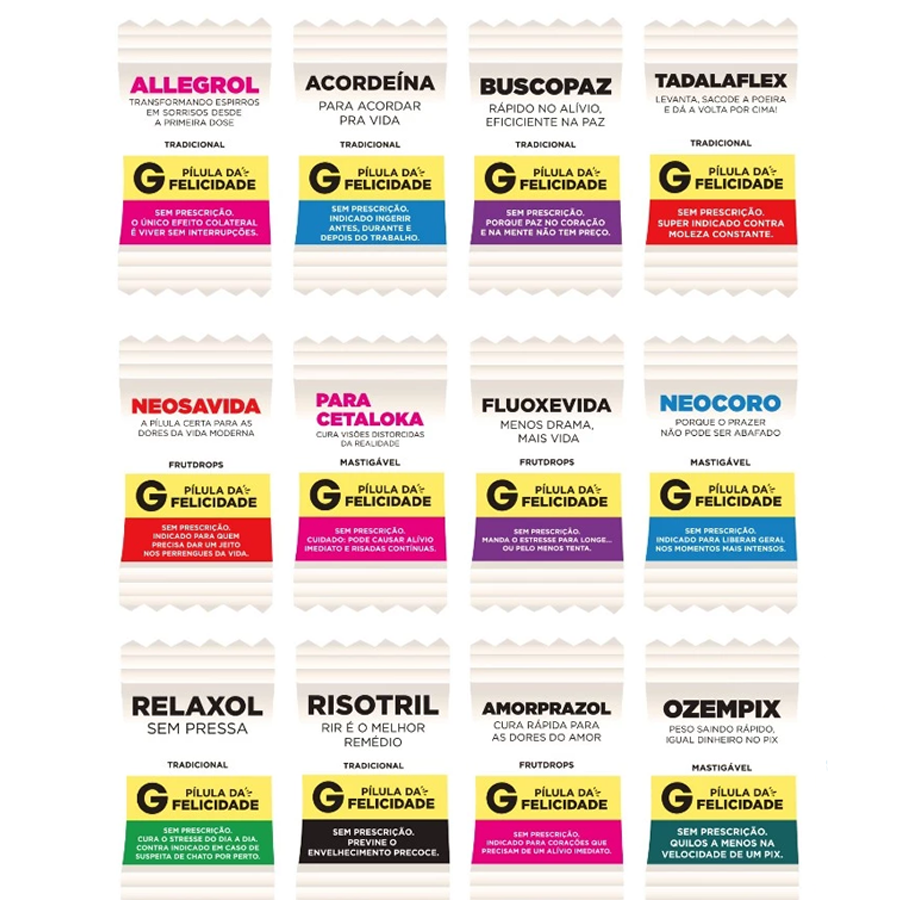 ALLEGROL
TRANSFORMANDO ESPIRROS
EM SORRISOS DESDE
A PRIMEIRA DOSE
TRADICIONAL
G PÍLULA DA
FELICIDADE
SEM PRESCRIÇÃO.
O ÚNICO EFEITO COLATERAL
É VIVER SEM INTERRUPÇÕES.
ACORDEÍNA
PARA ACORDAR
PRA VIDA
TRADICIONAL
G PÍLULA DA
FELICIDADE
SEM PRESCRIÇÃO.
INDICADO INGERIR
ANTES, DURANTE E
DEPOIS DO TRABALHO.
BUSCOPAZ
RÁPIDO NO ALÍVIO,
EFICICIENTE NA PAZ
TRADICIONAL
G PÍLULA DA
FELICIDADE
SEM PRESCRIÇÃO.
PORQUE PAZ NO CORAÇÃO
E NA MENTE NÃO TEM PREÇO.
TADALAFLEX
LEVANTA, SACODE A POEIRA
E DÁ A VOLTA POR CIMA!
TRADICIONAL
G PÍLULA DA
FELICIDADE
SEM PRESCRIÇÃO.
SUPER INDICADO CONTRA
MOLEZA CONSTANTE.
NEOSAVIDA
A PÍLULA CERTA PARA AS
DORES DA VIDA MODERNA
FRUTDROPS
G PÍLULA DA
FELICIDADE
SEM PRESCRIÇÃO.
INDICADO PARA QUEM
PRECISA DAR UM JEITO
NOS PERRENGUES DA VIDA.
PARA
CETALOKA
CURA VISÕES DISTORCIDAS
DA REALIDADE
MASTIGÁVEL
G PÍLULA DA
FELICIDADE
SEM PRESCRIÇÃO.
CUIDADO: PODE CAUSAR ALÍVIO
IMEDIATO E RISADAS CONTÍNUAS.
FLUOXEVIDA
MENOS DRAMA,
MAIS VIDA
FRUTDROPS
G PÍLULA DA
FELICIDADE
SEM PRESCRIÇÃO.
MANDA O ESTRESSE PARA LONGE...
OU PELO MENOS TENTA.
NEOCORO
PORQUE O PRAZER
NÃO PODE SER ABAFADO
MASTIGÁVEL
G PÍLULA DA
FELICIDADE
SEM PRESCRIÇÃO.
INDICADO PARA LIBERAR GERAL
NOS MOMENTOS MAIS INTENSOS.
RELAXOL
SEM PRESSA
TRADICIONAL
G PÍLULA DA
FELICIDADE
SEM PRESCRIÇÃO.
CURA O STRESSE DO DIA A DIA.
CONTRA INDICADO EM CASO DE
SUSPEITA DE CHATO POR PERTO.
RISOTRIL
RIR É O MELHOR
REMÉDIO
TRADICIONAL
G PÍLULA DA
FELICIDADE
SEM PRESCRIÇÃO.
PREVINE O
ENVELHECIMENTO PRECOCE.
AMORPRAZOL
CURA RÁPIDA PARA
AS DORES DO AMOR
FRUTDROPS
G PÍLULA DA
FELICIDADE
SEM PRESCRIÇÃO.
INDICADO PARA CORAÇÕES QUE
PRECISAM DE UM ALÍVIO IMEDIATO.
OZEMPIX
PESO SAINDO RÁPIDO,
IGUAL DINHEIRO NO PIX
MASTIGÁVEL
G PÍLULA DA
FELICIDADE
SEM PRESCRIÇÃO.
QUILOS A MENOS NA
VELOCIDADE DE UM PIX.